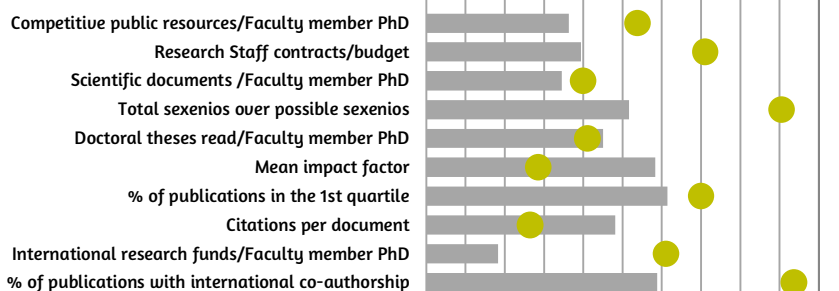 Competitive public resources/Faculty member PhD
Research Staff contracts/budget
Scientific documents /Faculty member PhD
Total sexenios over possible sexenios
Doctoral theses read/Faculty member PhD
Mean impact factor
% of publications in the 1st quartile
Citations per document
International research funds/Faculty member PhD
% of publications with international co-authorship